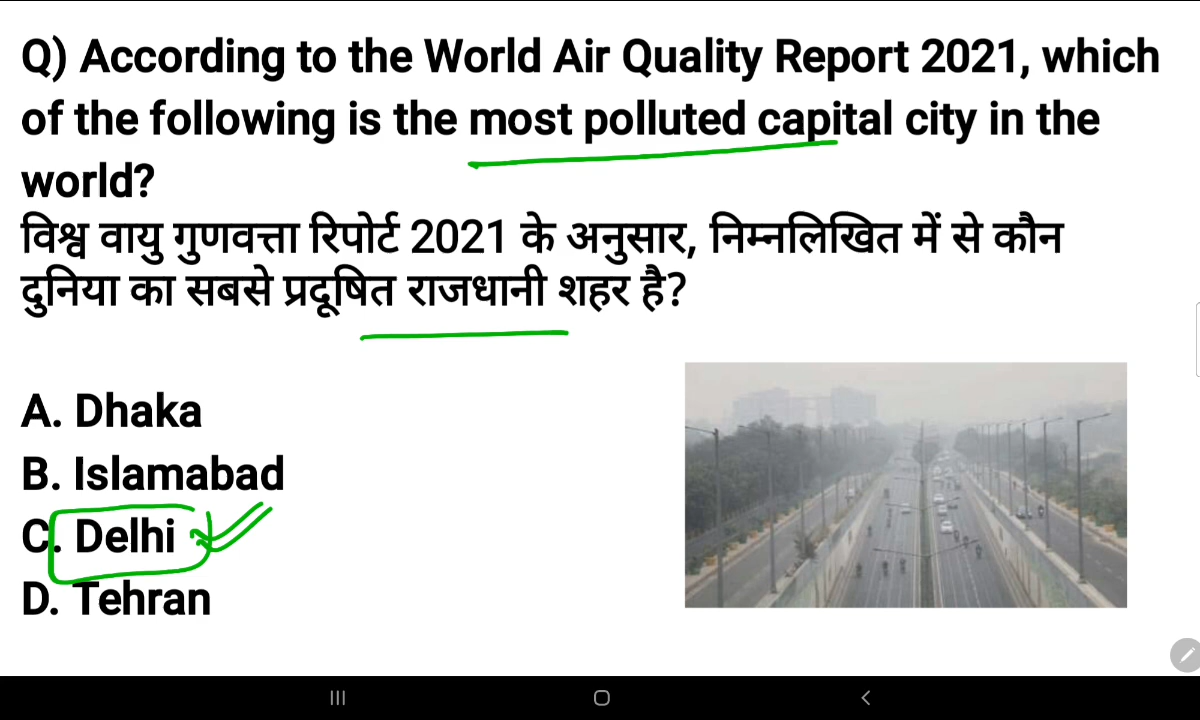 Q) According to the World Air Quality Report 2021, which
of the following is the most polluted capital city in the
world?
विश्व वायु गुणवत्ता रिपोर्ट 2021 के अनुसार, निम्नलिखित में से कौन
दुनिया का सबसे प्रदूषित राजधानी शहर है?
A. Dhaka
B. Islamabad
C. Delhi
D. Tehran